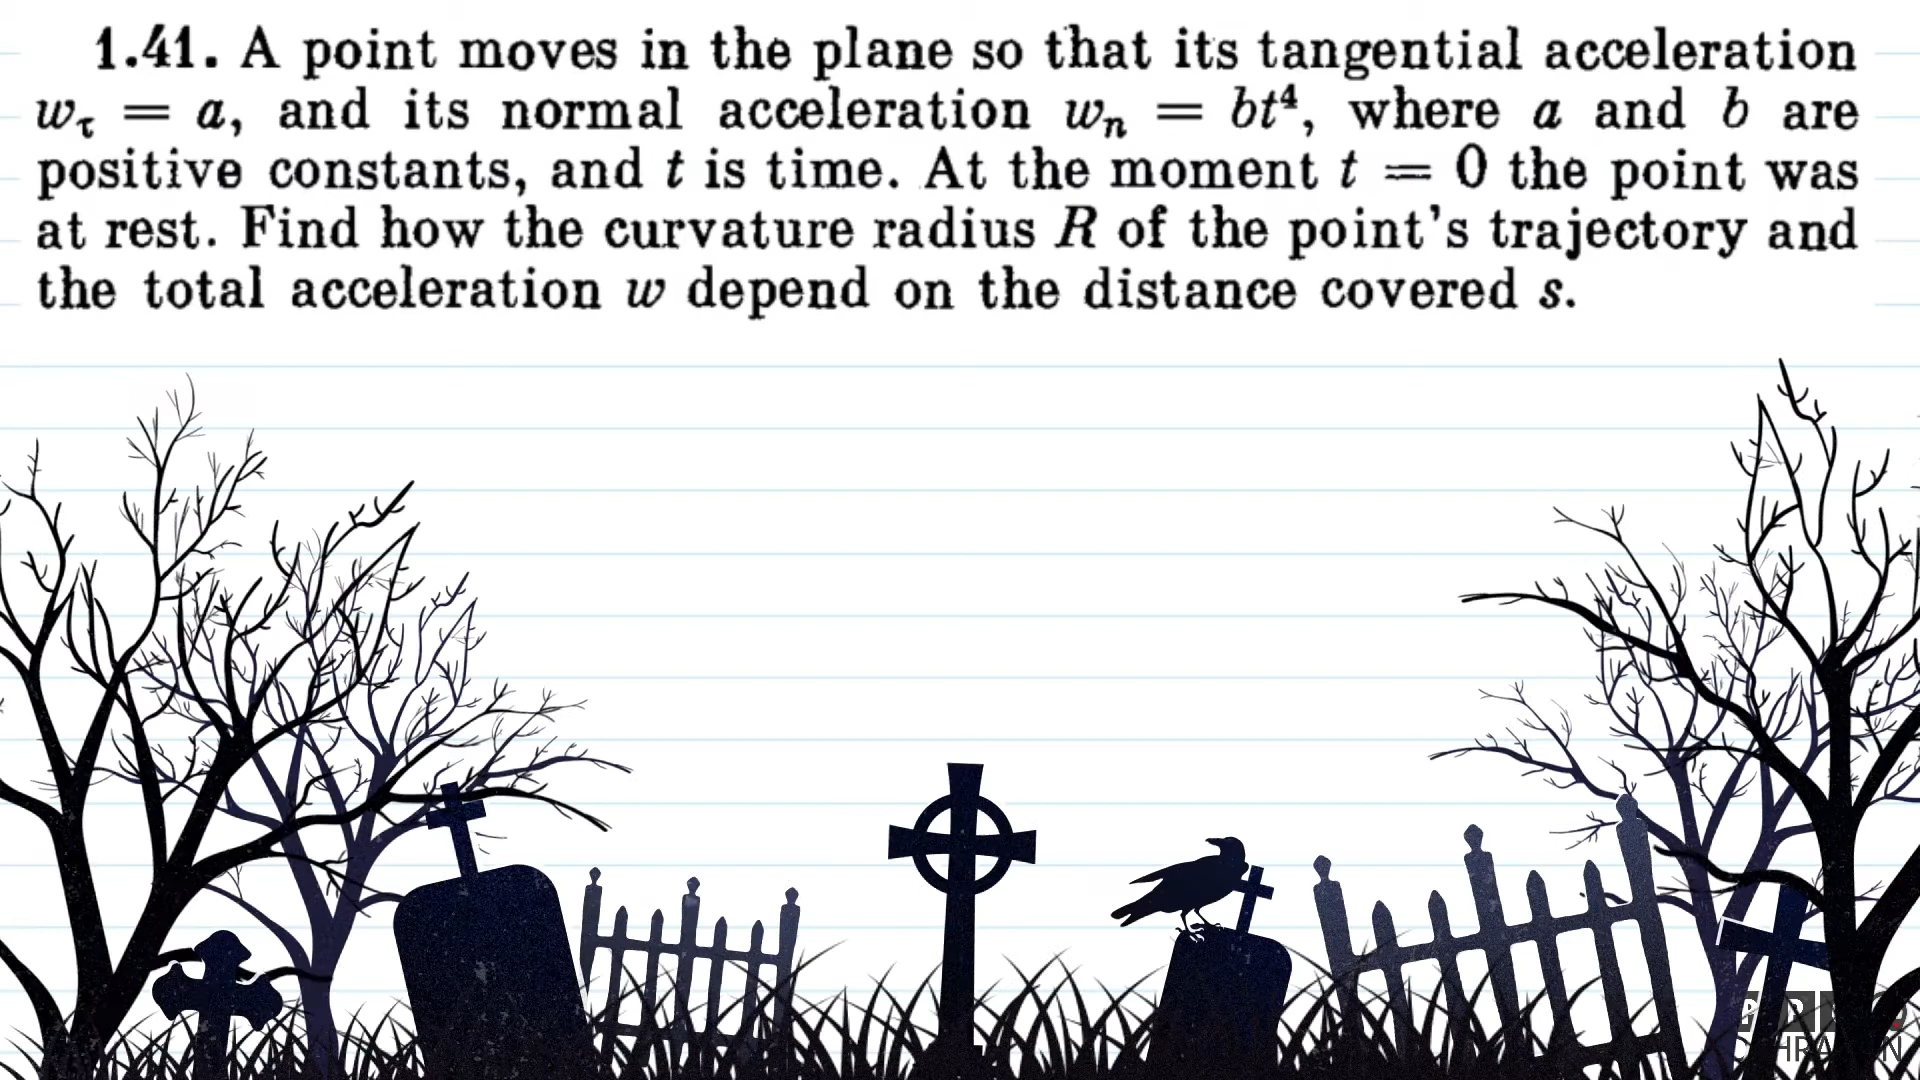 1.41. A point moves in the plane so that its tangential acceleration
w_τ = a, and its normal acceleration w_n = bt⁴, where a and b are
positive constants, and t is time. At the moment t = 0 the point was
at rest. Find how the curvature radius R of the point's trajectory and
the total acceleration w depend on the distance covered s.